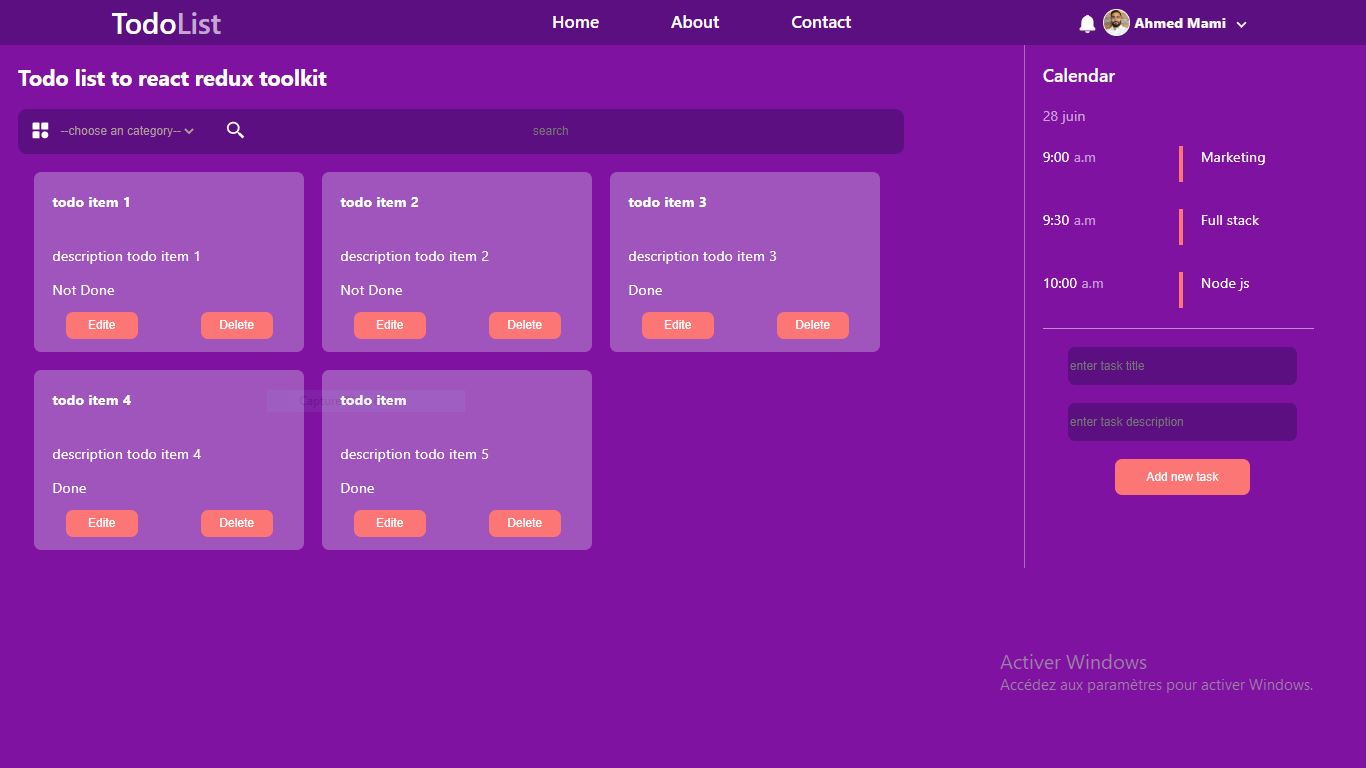 TodoList
Home
About
Contact
Ahmed Mami
Todo list to react redux toolkit
--choose an category--
search
todo item 1
description todo item 1
Not Done
Edite
Delete
todo item 2
description todo item 2
Not Done
Edite
Delete
todo item 3
description todo item 3
Done
Edite
Delete
todo item 4
description todo item 4
Done
Edite
Delete
todo item
description todo item 5
Done
Edite
Delete
Calendar
28 juin
9:00 a.m
Marketing
9:30 a.m
Full stack
10:00 a.m
Node js
enter task title
enter task description
Add new task
Activer Windows
Accédez aux paramètres pour activer Windows.